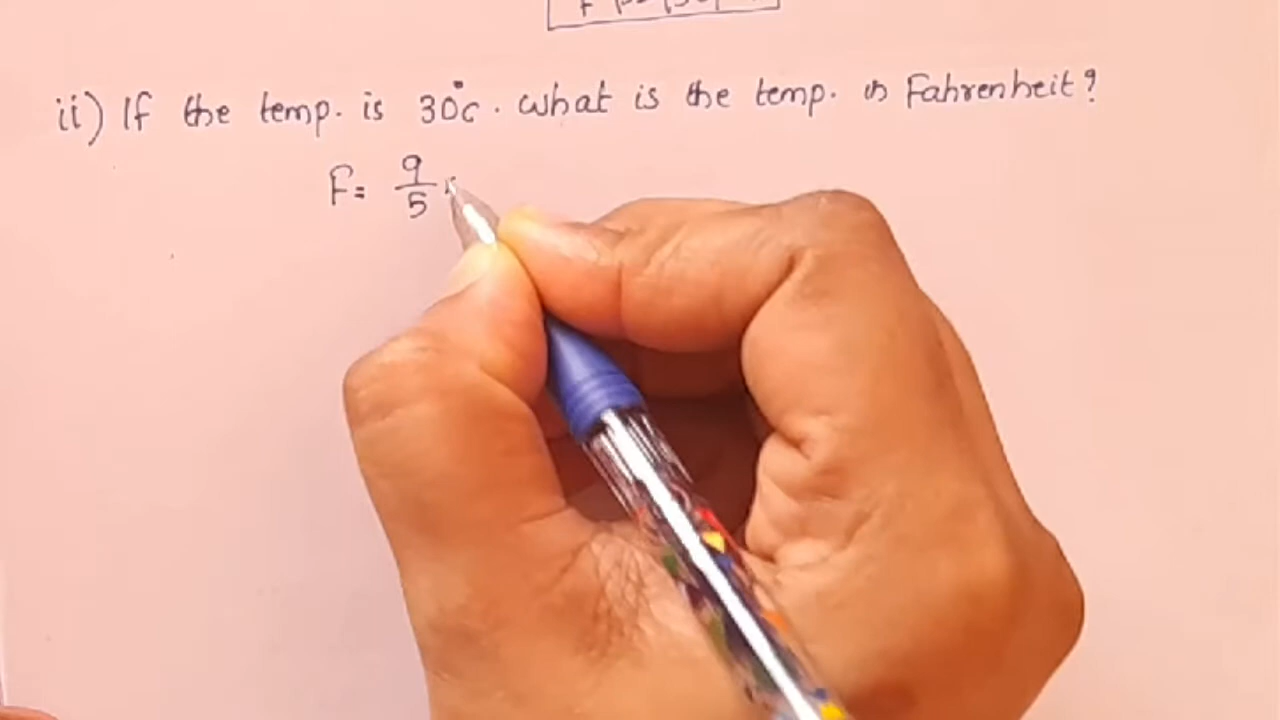 ii) If the temp. is 30°c. what is the temp. in Fahrenheit?
F= 9/5